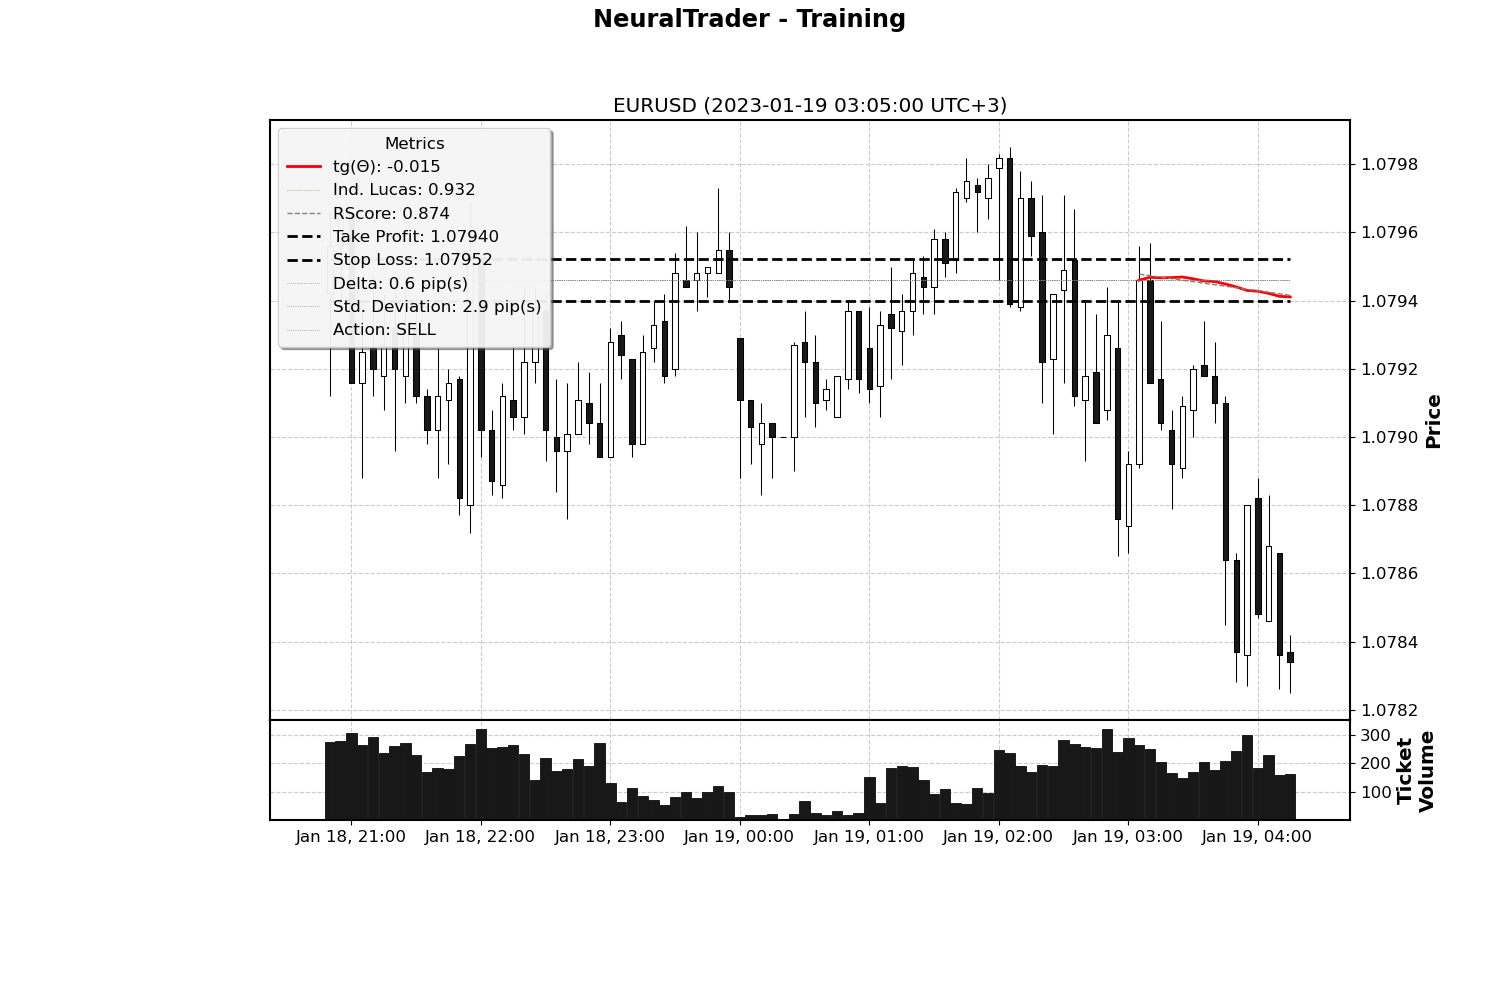 NeuralTrader - Training
EURUSD (2023-01-19 03:05:00 UTC+3)
Metrics
tg(Θ): -0.015
Ind. Lucas: 0.932
RScore: 0.874
Take Profit: 1.07940
Stop Loss: 1.07952
Delta: 0.6 pip(s)
Std. Deviation: 2.9 pip(s)
Action: SELL
1.0798
1.0796
1.0794
1.0792
1.0790
1.0788
1.0786
1.0784
1.0782
Price
300
200
100
Ticket
Volume
Jan 18, 21:00
Jan 18, 22:00
Jan 18, 23:00
Jan 19, 00:00
Jan 19, 01:00
Jan 19, 02:00
Jan 19, 03:00
Jan 19, 04:00